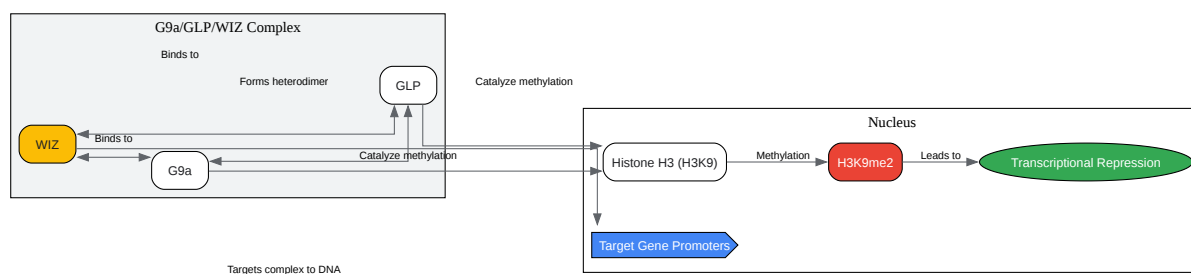 G9a/GLP/WIZ Complex
Binds to
Forms heterodimer
Catalyze methylation
GLP
Nucleus
WIZ
Binds to
Catalyze methylation
G9a
Histone H3 (H3K9)
Methylation
H3K9me2
Leads to
Transcriptional Repression
Target Gene Promoters
Targets complex to DNA